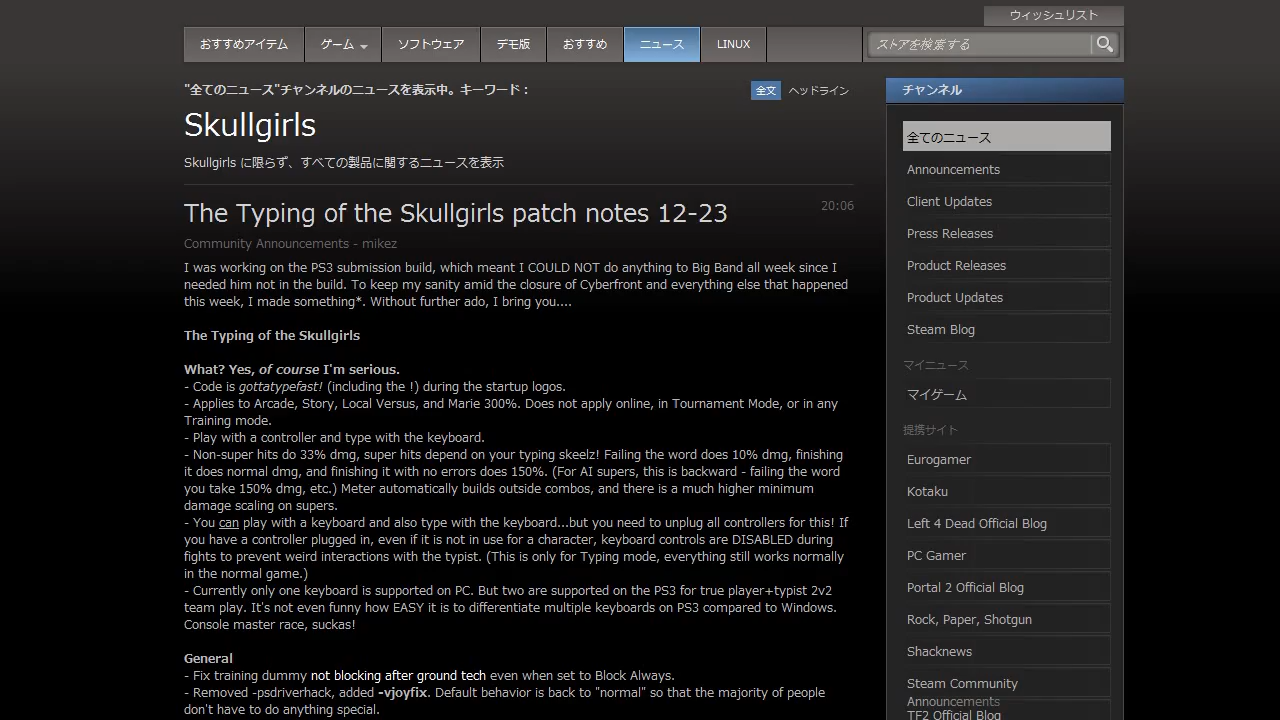 ウィッシュリスト
おすすめアイテム ゲーム ソフトウェア デモ版 おすすめ ニュース LINUX ストアを検索する
"全てのニュース"チャンネルのニュースを表示中。キーワード：
全文 ヘッドライン
Skullgirls
Skullgirls に限らず、すべての製品に関するニュースを表示
The Typing of the Skullgirls patch notes 12-23
20:06
Community Announcements - mikez
I was working on the PS3 submission build, which meant I COULD NOT do anything to Big Band all week since I
needed him not in the build. To keep my sanity amid the closure of Cyberfront and everything else that happened
this week, I made something*. Without further ado, I bring you....
The Typing of the Skullgirls
What? Yes, of course I'm serious.
- Code is gottatypefast! (including the !) during the startup logos.
- Applies to Arcade, Story, Local Versus, and Marie 300%. Does not apply online, in Tournament Mode, or in any
Training mode.
- Play with a controller and type with the keyboard.
- Non-super hits do 33% dmg, super hits depend on your typing skeelz! Failing the word does 10% dmg, finishing
it does normal dmg, and finishing it with no errors does 150%. (For AI supers, this is backward - failing the word
you take 150% dmg, etc.) Meter automatically builds outside combos, and there is a much higher minimum
damage scaling on supers.
- You can play with a keyboard and also type with the keyboard...but you need to unplug all controllers for this! If
you have a controller plugged in, even if it is not in use for a character, keyboard controls are DISABLED during
fights to prevent weird interactions with the typist. (This is only for Typing mode, everything still works normally
in the normal game.)
- Currently only one keyboard is supported on PC. But two are supported on the PS3 for true player+typist 2v2
team play. It's not even funny how EASY it is to differentiate multiple keyboards on PS3 compared to Windows.
Console master race, suckas!
General
- Fix training dummy not blocking after ground tech even when set to Block Always.
- Removed -psdriverhack, added -vjoyfix. Default behavior is back to "normal" so that the majority of people
don't have to do anything special.
チャンネル
全てのニュース
Announcements
Client Updates
Press Releases
Product Releases
Product Updates
Steam Blog
マイニュース
マイゲーム
提携サイト
Eurogamer
Kotaku
Left 4 Dead Official Blog
PC Gamer
Portal 2 Official Blog
Rock, Paper, Shotgun
Shacknews
Steam Community
Announcements
TF2 Official Blog